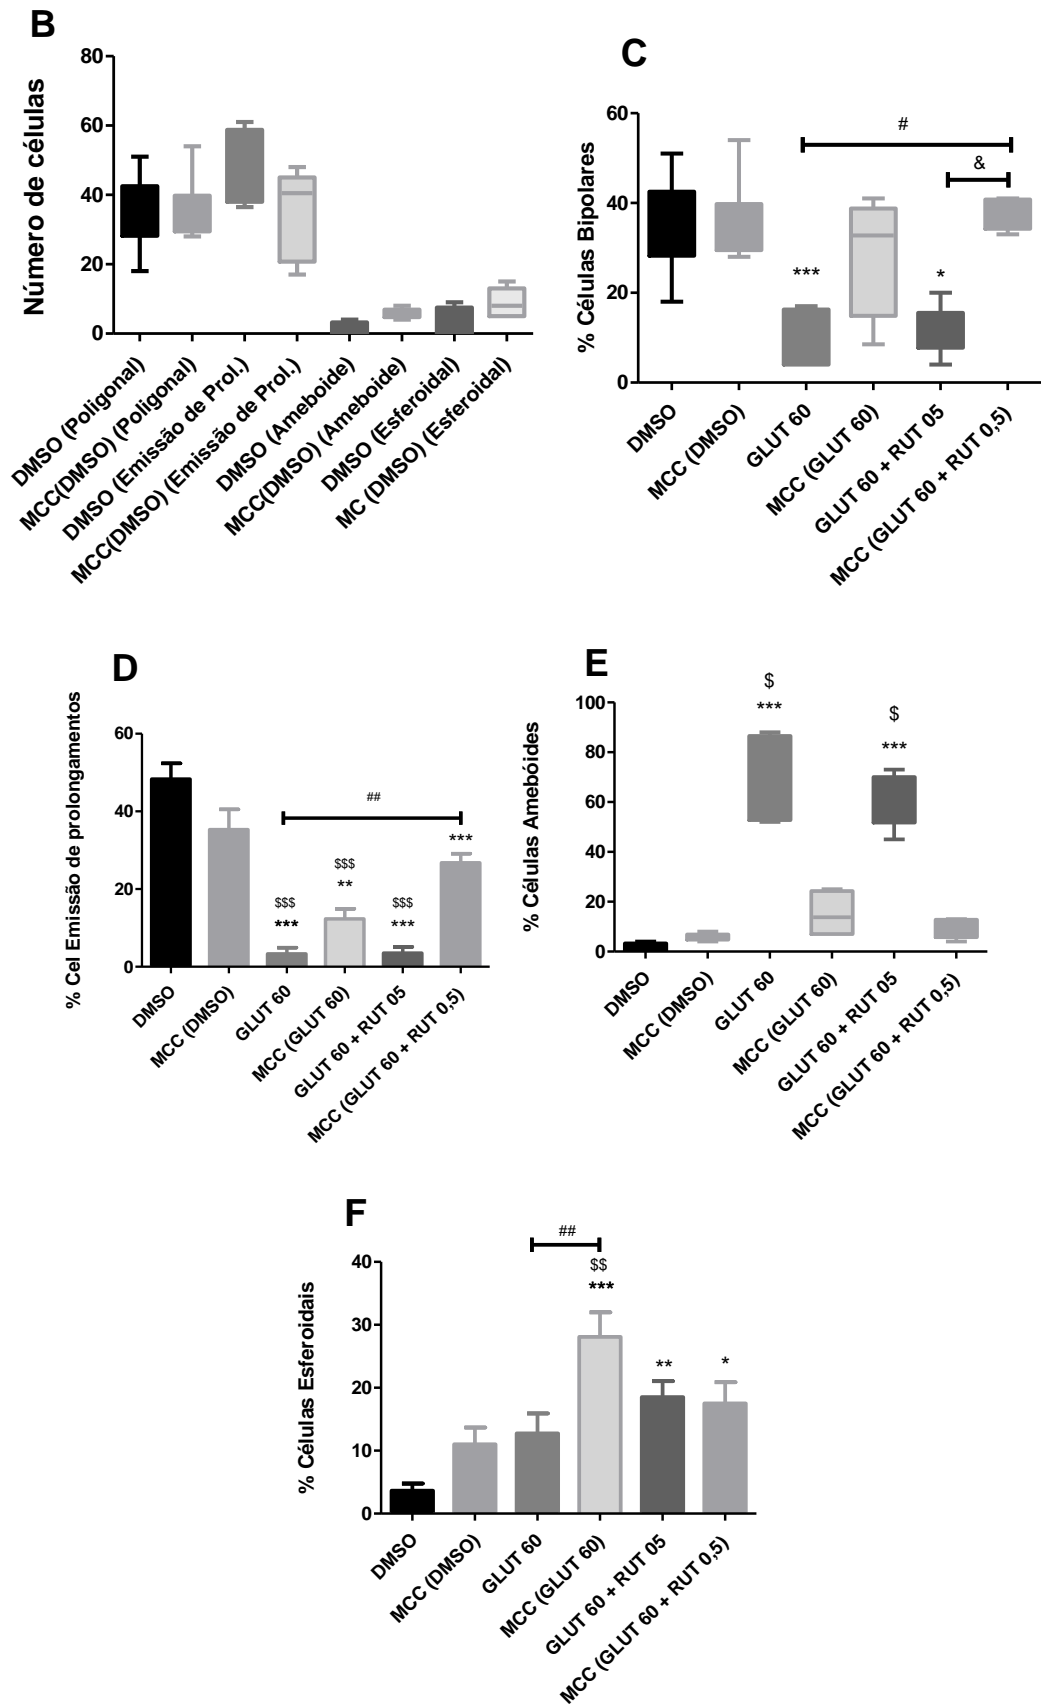 B
Número de células
80
60
40
20
0
DMSO (Poligonal)
MCC(DMSO) (Poligonal)
DMSO (Emissão de Prol.)
MCC(DMSO) (Emissão de Prol.)
DMSO (Ameboide)
MCC(DMSO) (Ameboide)
DMSO (Esferoidal)
MC (DMSO) (Esferoidal)
C
% Células Bipolares
60
40
20
0
#
&
***
*
DMSO
MCC (DMSO)
GLUT 60
MCC (GLUT 60)
GLUT 60 + RUT 05
MCC (GLUT 60 + RUT 0,5)
D
% Cel Emissão de prolongamentos
60
40
20
0
##
***
$$$
**
$$$
***
$$$
***
DMSO
MCC (DMSO)
GLUT 60
MCC (GLUT 60)
GLUT 60 + RUT 05
MCC (GLUT 60 + RUT 0,5)
E
% Células Amebóides
100
80
60
40
20
0
$
***
$
***
DMSO
MCC (DMSO)
GLUT 60
MCC (GLUT 60)
GLUT 60 + RUT 05
MCC (GLUT 60 + RUT 0,5)
F
% Células Esferoidais
40
30
20
10
0
##
$$
***
**
*
DMSO
MCC (DMSO)
GLUT 60
MCC (GLUT 60)
GLUT 60 + RUT 05
MCC (GLUT 60 + RUT 0,5)